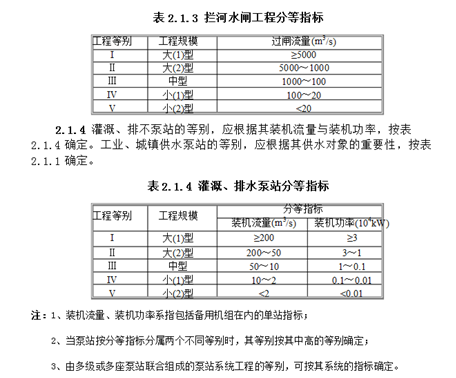 表 2.1.3 拦河水闸工程分等指标
工程等别 工程规模 过闸流量(m³/s)
Ⅰ 大(1)型 ≥5000
Ⅱ 大(2)型 5000～1000
Ⅲ 中型 1000～100
Ⅳ 小(1)型 100～20
Ⅴ 小(2)型 <20
2.1.4 灌溉、排不泵站的等别，应根据其装机流量与装机功率，按表
2.1.4 确定。工业、城镇供水泵站的等别，应根据其供水对象的重要性，按表
2.1.1 确定。
表 2.1.4 灌溉、排水泵站分等指标
工程等别 工程规模 分等指标
装机流量(m³/s) 装机功率(10⁴kW)
Ⅰ 大(1)型 ≥200 ≥3
Ⅱ 大(2)型 200～50 3～1
Ⅲ 中型 50～10 1～0.1
Ⅳ 小(1)型 10～2 0.1～0.01
Ⅴ 小(2)型 <2 <0.01
注：1、装机流量、装机功率系指包括备用机组在内的单站指标；
2、当泵站按分等指标分属两个不同等别时，其等别按其中高的等别确定；
3、由多级或多座泵站联合组成的泵站系统工程的等别，可按其系统的指标确定。